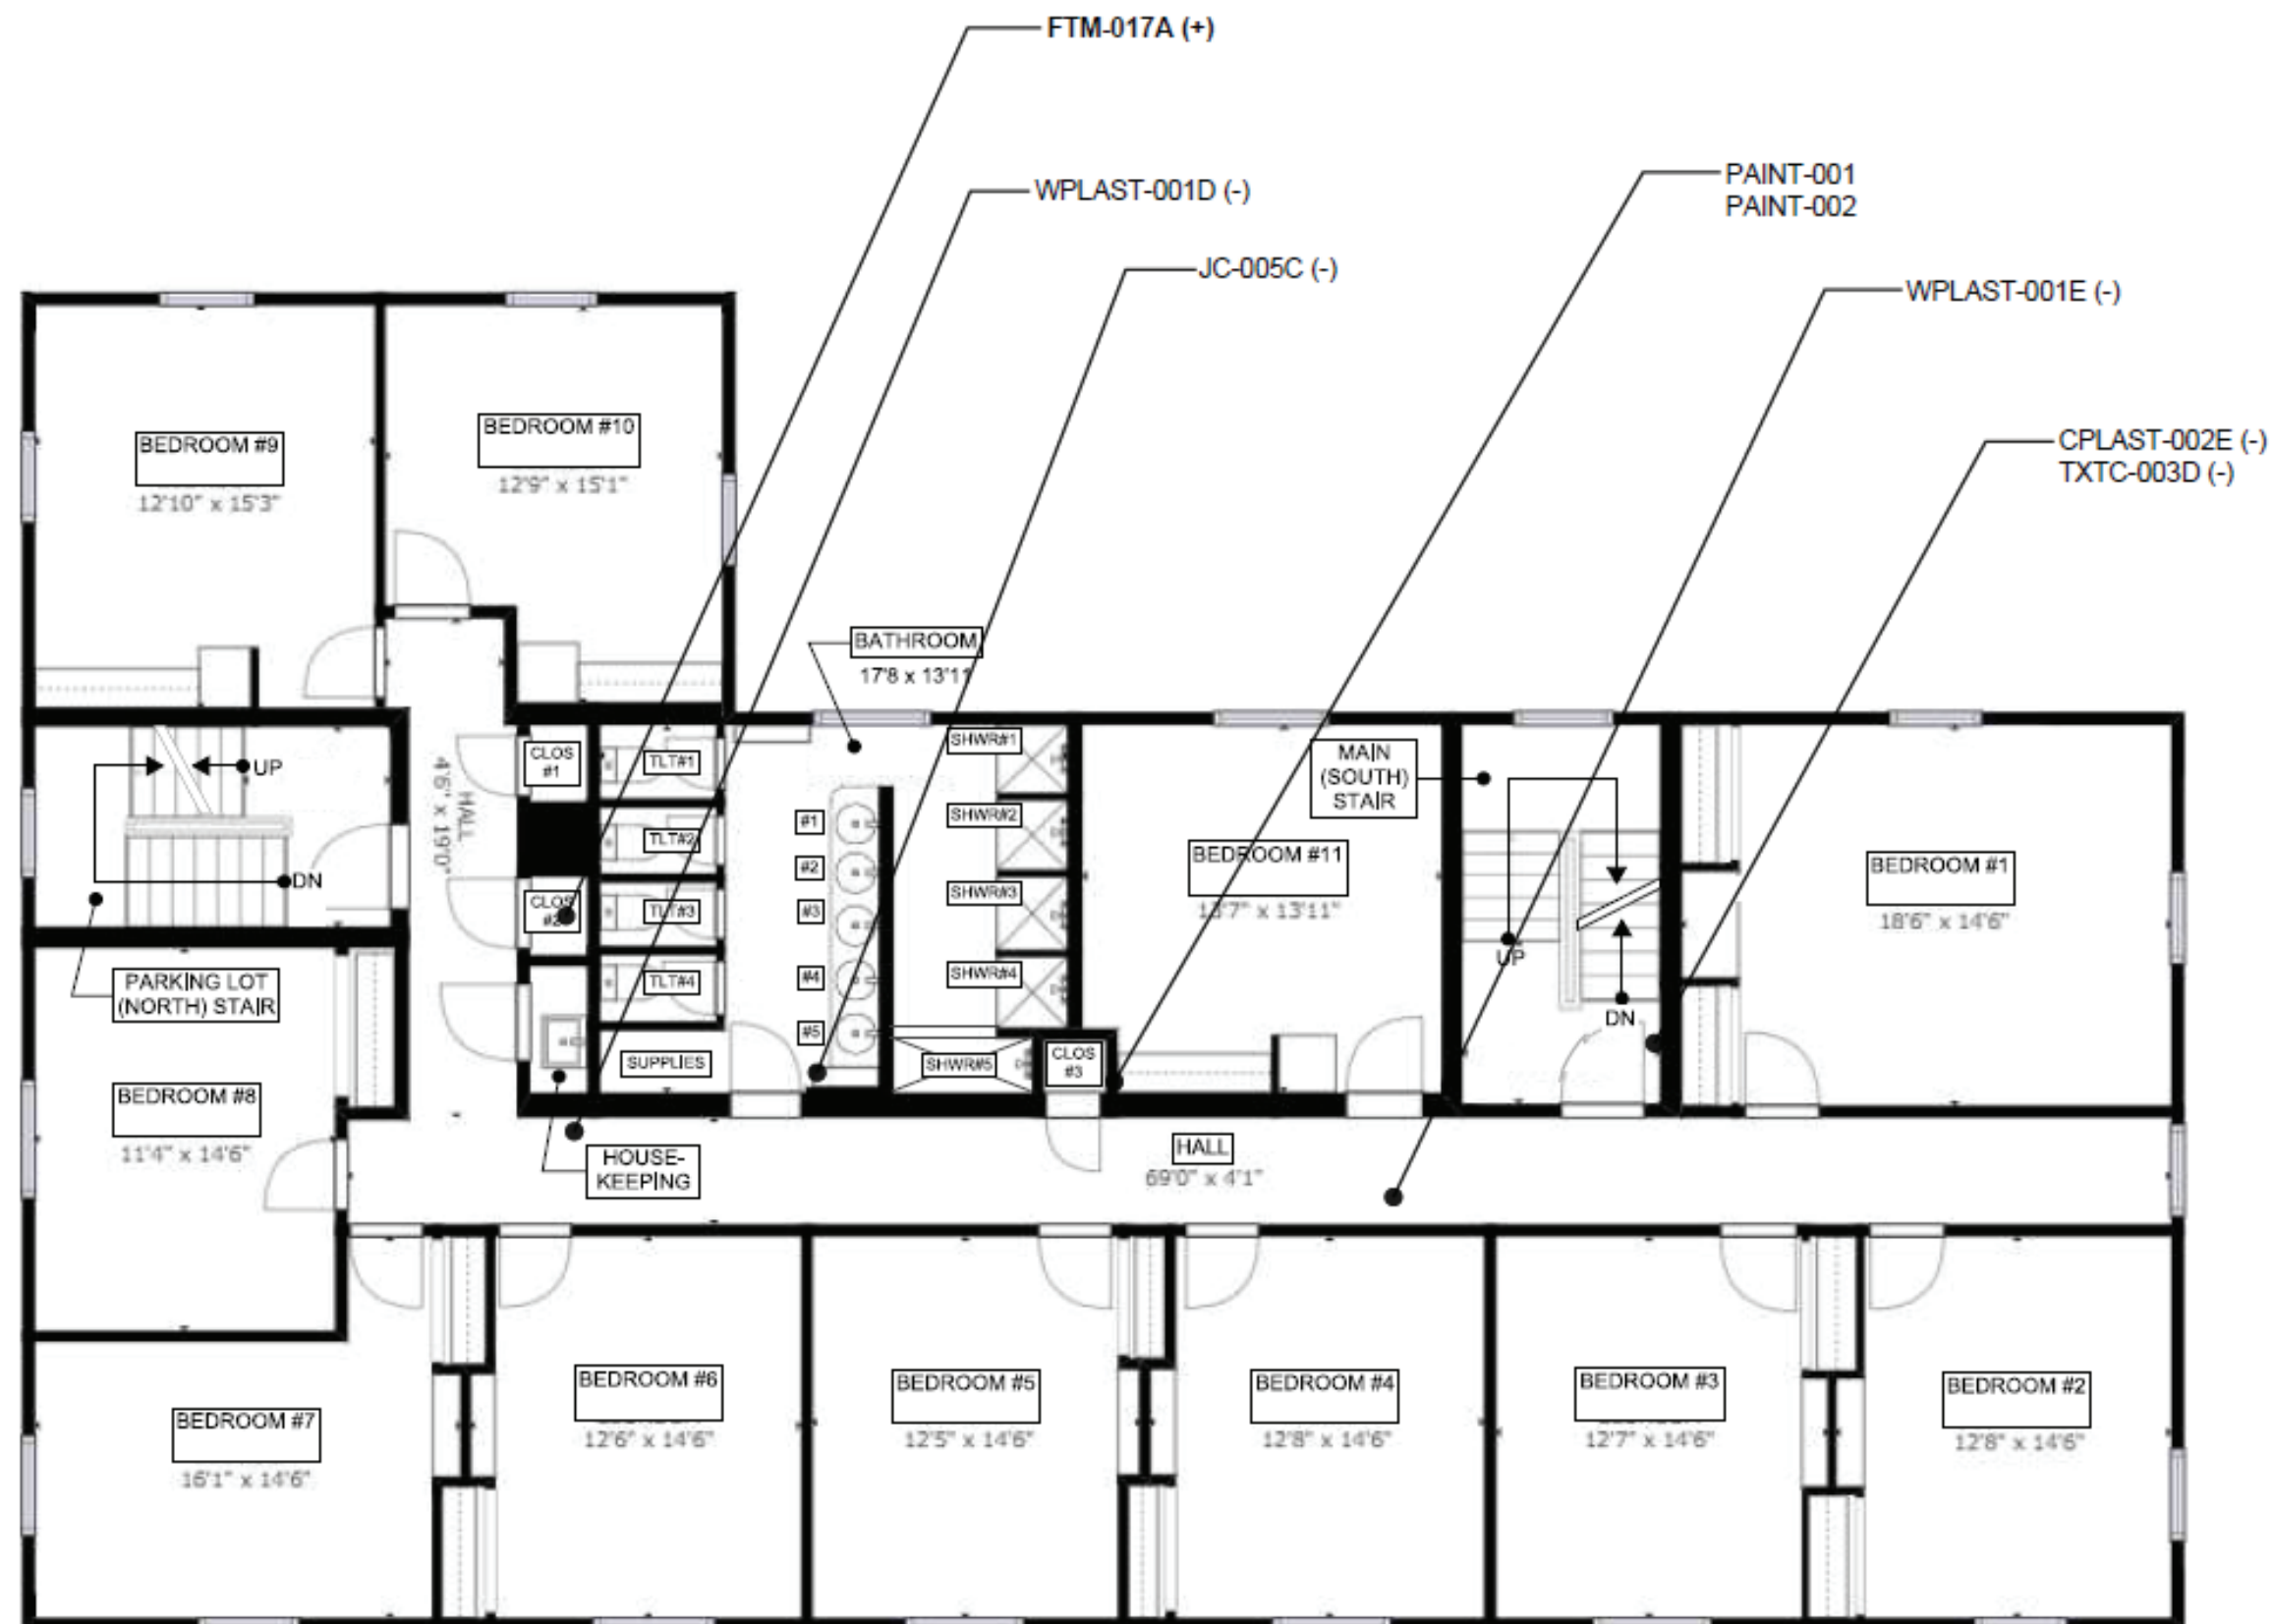 FTM-017A (+)
WPLAST-001D (-)
PAINT-001
PAINT-002
JC-005C (-)
WPLAST-001E (-)
CPLAST-002E (-)
TXTC-003D (-)
BEDROOM #9
12'10" x 15'3"
BEDROOM #10
12'9" x 15'1"
BATHROOM
17'8 x 13'11
UP
DN
PARKING LOT
(NORTH) STAIR
HALL
4'6" x 19'0"
CLOS
#1
CLOS
#2
TLT#1
TLT#2
TLT#3
TLT#4
SUPPLIES
#1
#2
#3
#4
#5
SHWR#1
SHWR#2
SHWR#3
SHWR#4
SHWR#5
CLOS
#3
BEDROOM #11
13'7" x 13'11"
MAIN
(SOUTH)
STAIR
UP
DN
BEDROOM #1
18'6" x 14'6"
BEDROOM #8
11'4" x 14'6"
HOUSE-
KEEPING
HALL
69'0" x 4'1"
BEDROOM #7
16'1" x 14'6"
BEDROOM #6
12'6" x 14'6"
BEDROOM #5
12'5" x 14'6"
BEDROOM #4
12'8" x 14'6"
BEDROOM #3
12'7" x 14'6"
BEDROOM #2
12'8" x 14'6"